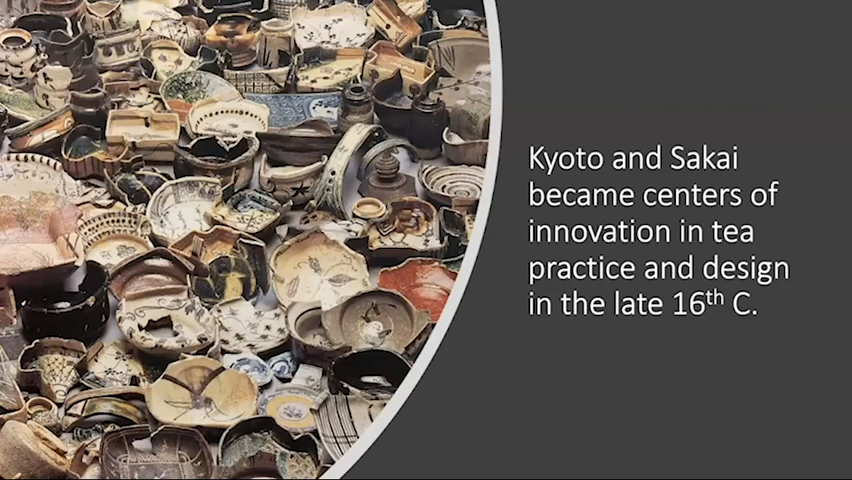 Kyoto and Sakai
became centers of
innovation in tea
practice and design
in the late 16th C.